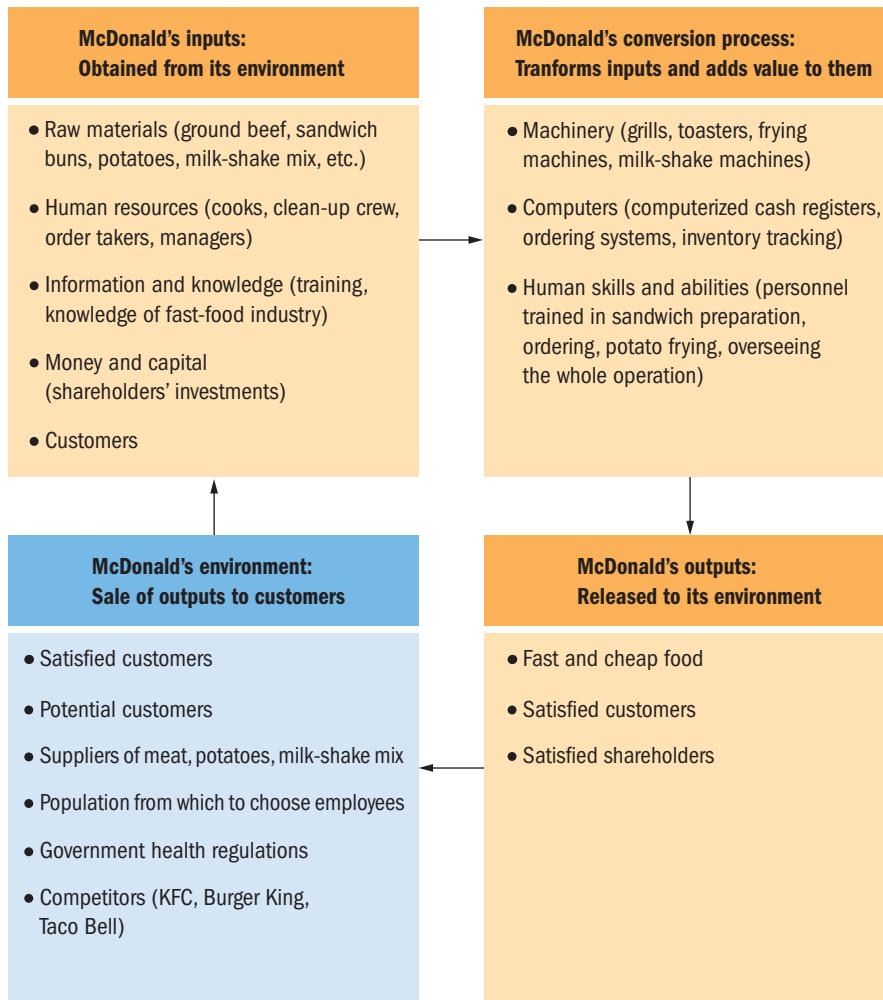 McDonald's inputs:
Obtained from its environment
• Raw materials (ground beef, sandwich
buns, potatoes, milk-shake mix, etc.)
• Human resources (cooks, clean-up crew,
order takers, managers)
• Information and knowledge (training,
knowledge of fast-food industry)
• Money and capital
(shareholders' investments)
• Customers
McDonald's conversion process:
Tranforms inputs and adds value to them
• Machinery (grills, toasters, frying
machines, milk-shake machines)
• Computers (computerized cash registers,
ordering systems, inventory tracking)
• Human skills and abilities (personnel
trained in sandwich preparation,
ordering, potato frying, overseeing
the whole operation)
McDonald's environment:
Sale of outputs to customers
• Satisfied customers
• Potential customers
• Suppliers of meat, potatoes, milk-shake mix
• Population from which to choose employees
• Government health regulations
• Competitors (KFC, Burger King,
Taco Bell)
McDonald's outputs:
Released to its environment
• Fast and cheap food
• Satisfied customers
• Satisfied shareholders